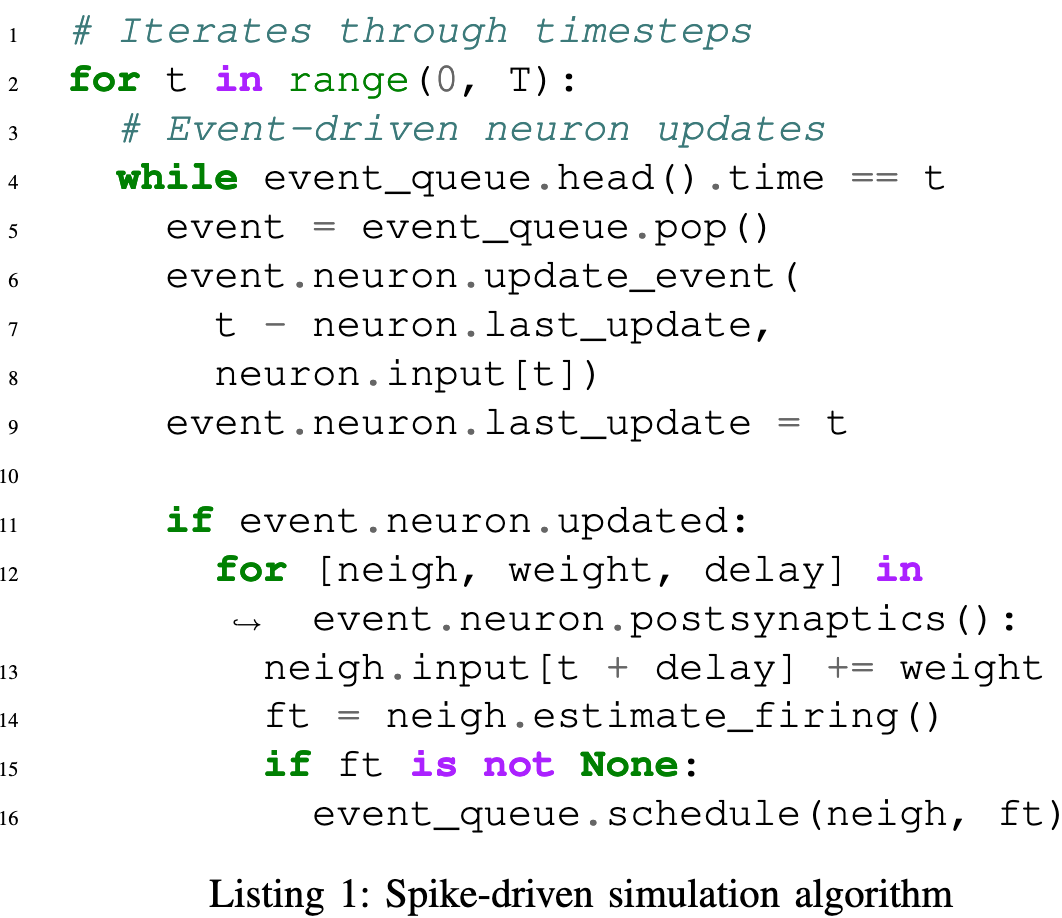 1 # Iterates through timesteps
2 for t in range(0, T):
3 # Event-driven neuron updates
4 while event_queue.head().time == t
5 event = event_queue.pop()
6 event.neuron.update_event(
7 t - neuron.last_update,
8 neuron.input[t])
9 event.neuron.last_update = t
10
11 if event.neuron.updated:
12 for [neigh, weight, delay] in
↪ event.neuron.postsynaptics():
13 neigh.input[t + delay] += weight
14 ft = neigh.estimate_firing()
15 if ft is not None:
16 event_queue.schedule(neigh, ft)
Listing 1: Spike-driven simulation algorithm